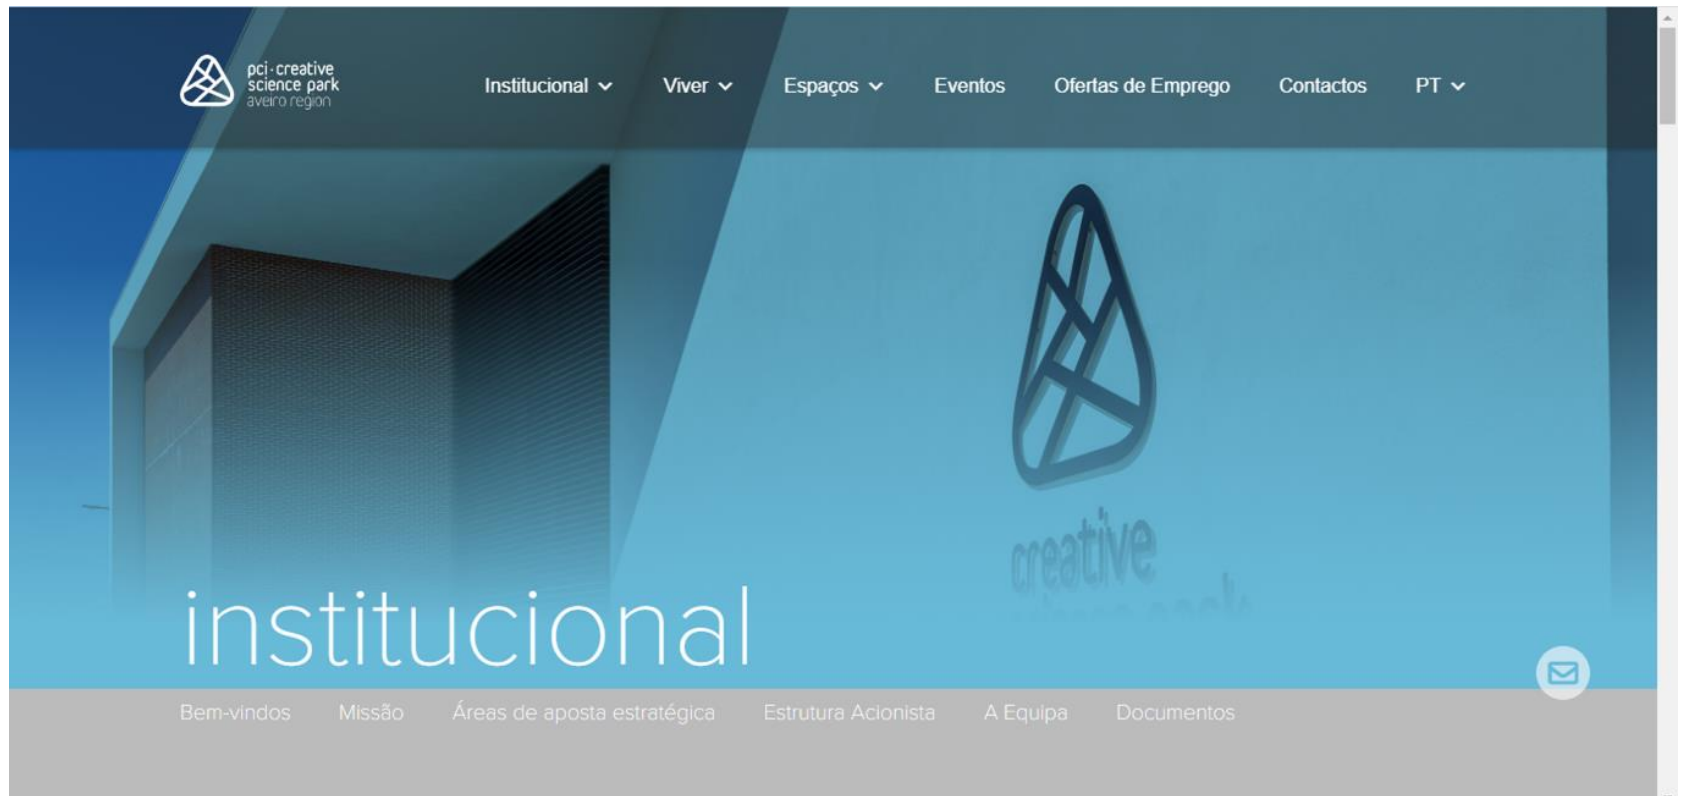 pci·creative
science park
aveiro region
Institucional
Viver
Espaços
Eventos
Ofertas de Emprego
Contactos
PT
creative
institucional
Bem-vindos
Missão
Áreas de aposta estratégica
Estrutura Acionista
A Equipa
Documentos